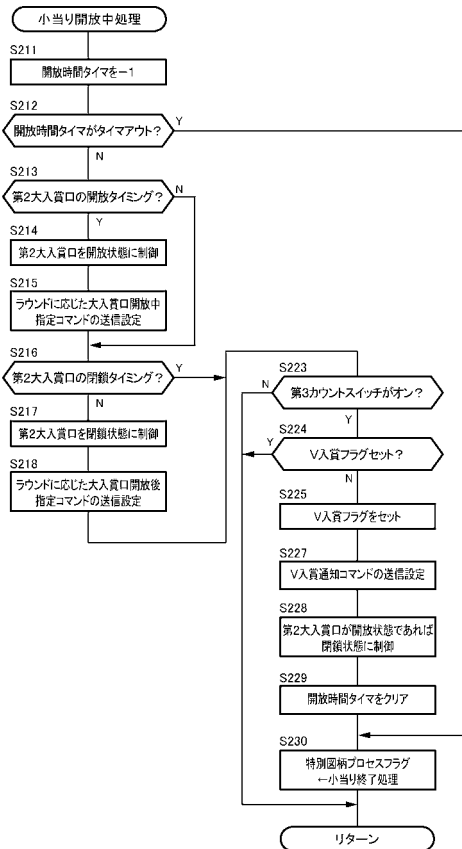 小当り開放中処理
S211
開放時間タイマを－1
S212
開放時間タイマがタイムアウト？
Y
N
S213
第2大入賞口の開放タイミング？
N
Y
S214
第2大入賞口を開放状態に制御
S215
ラウンドに応じた大入賞口開放中
指定コマンドの送信設定
S216
第2大入賞口の閉鎖タイミング？
Y
N
S217
第2大入賞口を閉鎖状態に制御
S218
ラウンドに応じた大入賞口開放後
指定コマンドの送信設定
S223
N
第3カウントスイッチがオン？
Y
S224
Y
V入賞フラグセット？
N
S225
V入賞フラグをセット
S227
V入賞通知コマンドの送信設定
S228
第2大入賞口が開放状態であれば
閉鎖状態に制御
S229
開放時間タイマをクリア
S230
特別図柄プロセスフラグ
←小当り終了処理
リターン